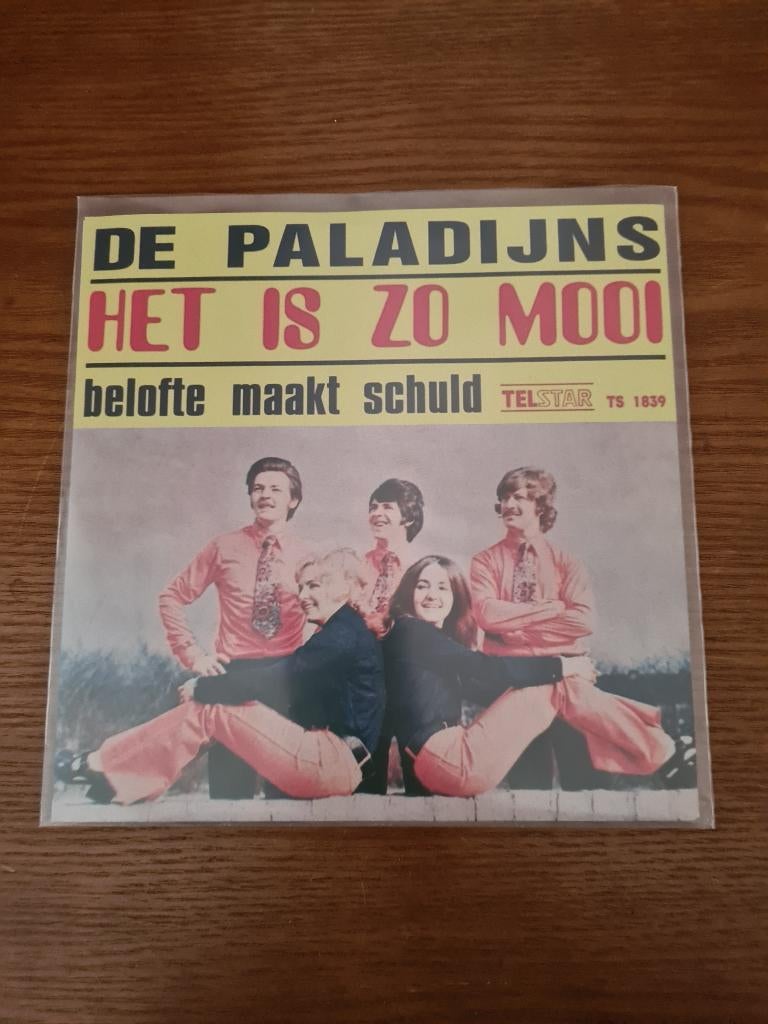 DE PALADIJNS
HET IS ZO MOOI
belofte maakt schuld TELSTAR TS 1839